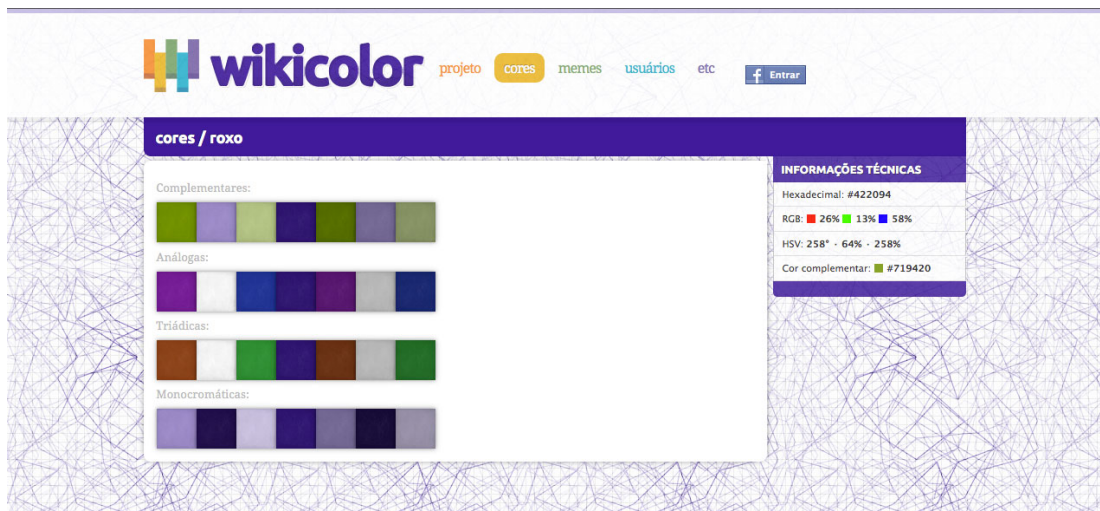 wikicolor projeto cores memes usuários etc f Entrar
cores / roxo
Complementares:
Análogas:
Triádicas:
Monocromáticas:
INFORMAÇÕES TÉCNICAS
Hexadecimal: #422094
RGB: 26% 13% 58%
HSV: 258° · 64% · 258%
Cor complementar: #719420